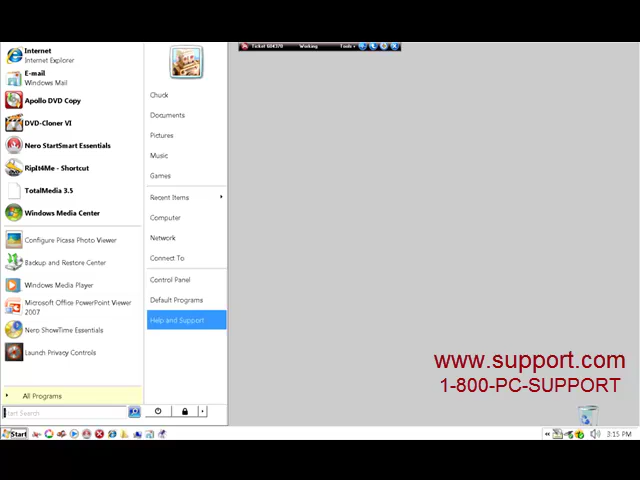 Internet
Internet Explorer
E-mail
Windows Mail
Apollo DVD Copy
DVD-Cloner VI
Nero StartSmart Essentials
RipIt4Me - Shortcut
TotalMedia 3.5
Windows Media Center
Configure Picasa Photo Viewer
Backup and Restore Center
Windows Media Player
Microsoft Office PowerPoint Viewer
2007
Nero ShowTime Essentials
Launch Privacy Controls
All Programs
Start Search
Start
Chuck
Documents
Pictures
Music
Games
Recent Items
Computer
Network
Connect To
Control Panel
Default Programs
Help and Support
Ticket 684378 Working Tools
www.support.com
1-800-PC-SUPPORT
3:15 PM